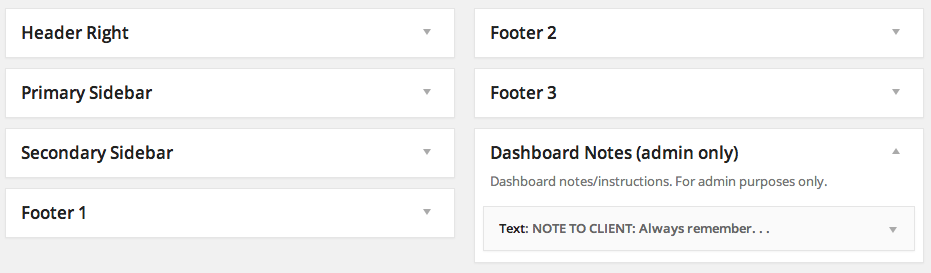 Header Right
Primary Sidebar
Secondary Sidebar
Footer 1
Footer 2
Footer 3
Dashboard Notes (admin only)
Dashboard notes/instructions. For admin purposes only.
Text: NOTE TO CLIENT: Always remember. . .